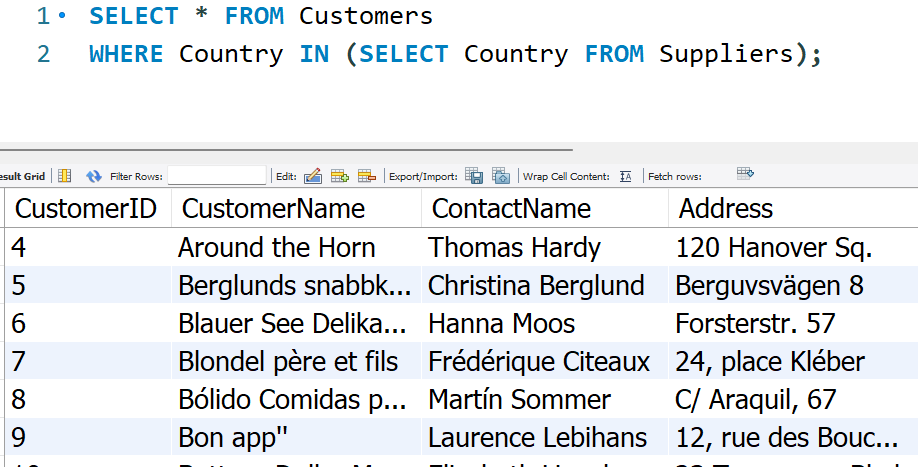 1 SELECT * FROM Customers
2 WHERE Country IN (SELECT Country FROM Suppliers);
esult Grid Filter Rows: Edit: Export/Import: Wrap Cell Content: Fetch rows:
CustomerID CustomerName ContactName Address
4 Around the Horn Thomas Hardy 120 Hanover Sq.
5 Berglunds snabbk... Christina Berglund Berguvsvägen 8
6 Blauer See Delika... Hanna Moos Forsterstr. 57
7 Blondel père et fils Frédérique Citeaux 24, place Kléber
8 Bólido Comidas p... Martín Sommer C/ Araquil, 67
9 Bon app" Laurence Lebihans 12, rue des Bouc...